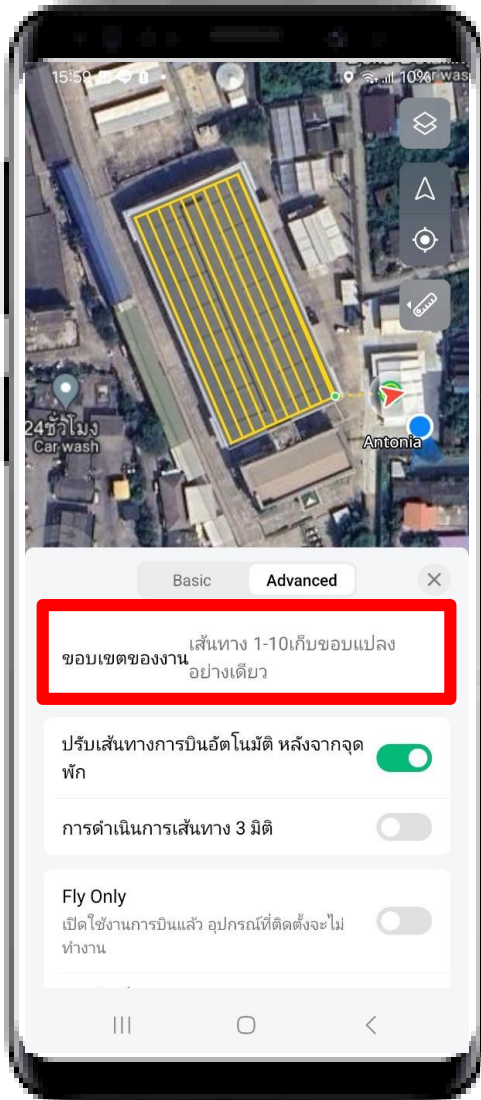 15:59
10%
24ชั่วโมง
Car wash
Antonia
Basic
Advanced
ขอบเขตของงาน
เส้นทาง 1-10เก็บขอบแปลง
อย่างเดียว
ปรับเส้นทางการบินอัตโนมัติ หลังจากจุด
พัก
การดำเนินการเส้นทาง 3 มิติ
Fly Only
เปิดใช้งานการบินแล้ว อุปกรณ์ที่ติดตั้งจะไม่
ทำงาน